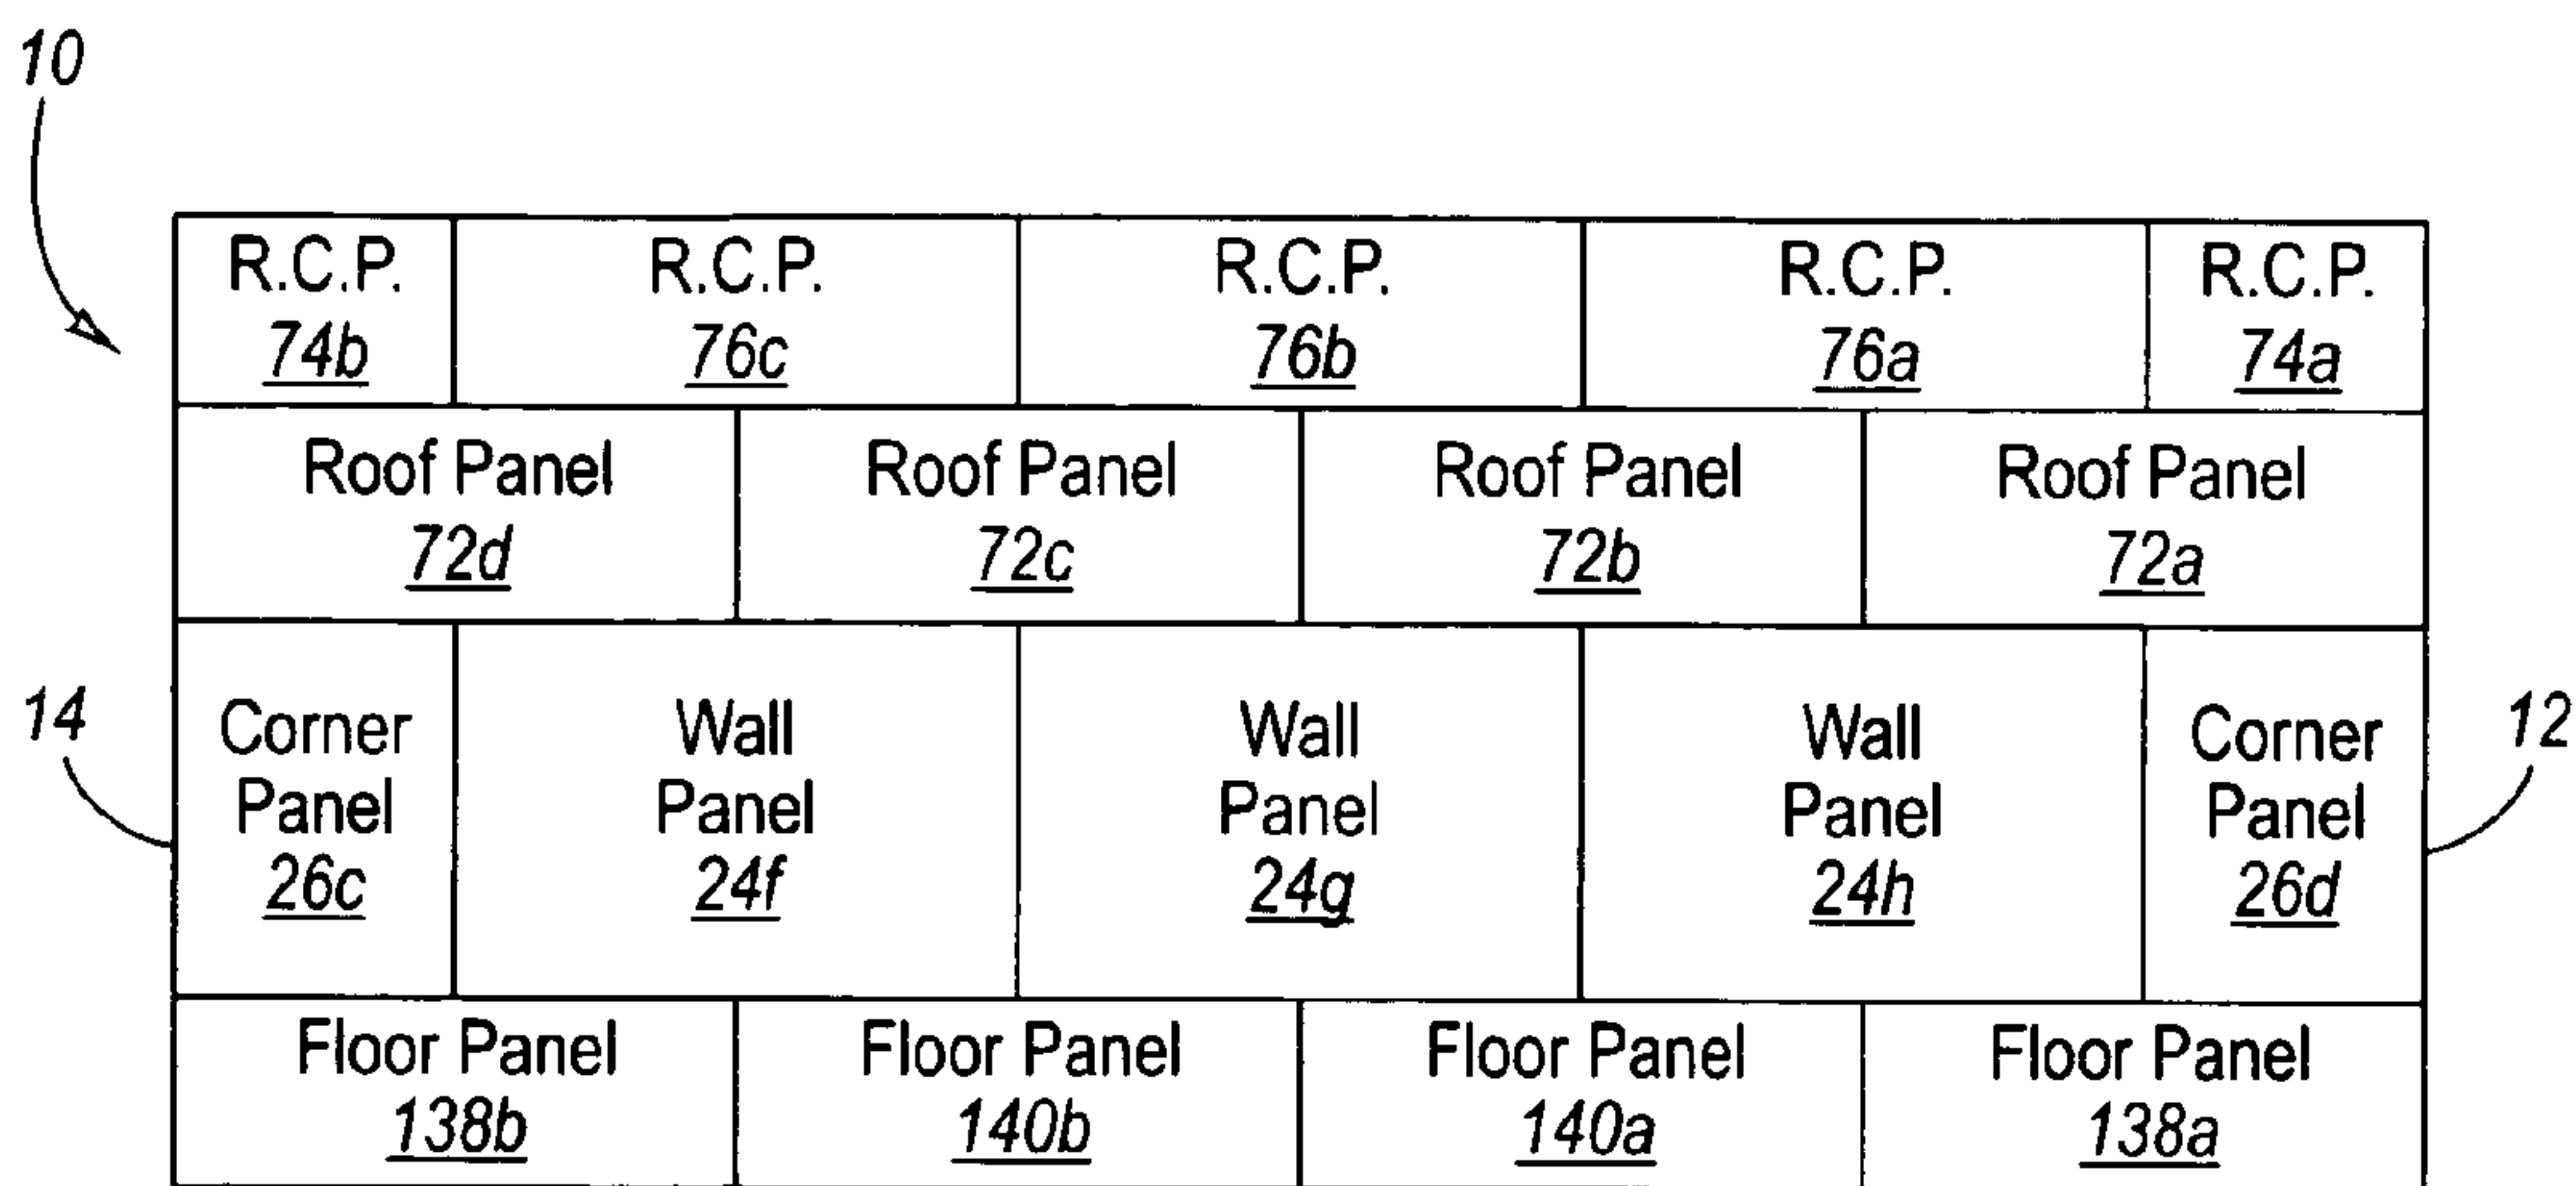 10
R.C.P. R.C.P. R.C.P. R.C.P. R.C.P.
74b 76c 76b 76a 74a
Roof Panel Roof Panel Roof Panel Roof Panel
72d 72c 72b 72a
14 Corner Wall Wall Wall Corner 12
Panel Panel Panel Panel Panel
26c 24f 24g 24h 26d
Floor Panel Floor Panel Floor Panel Floor Panel
138b 140b 140a 138a